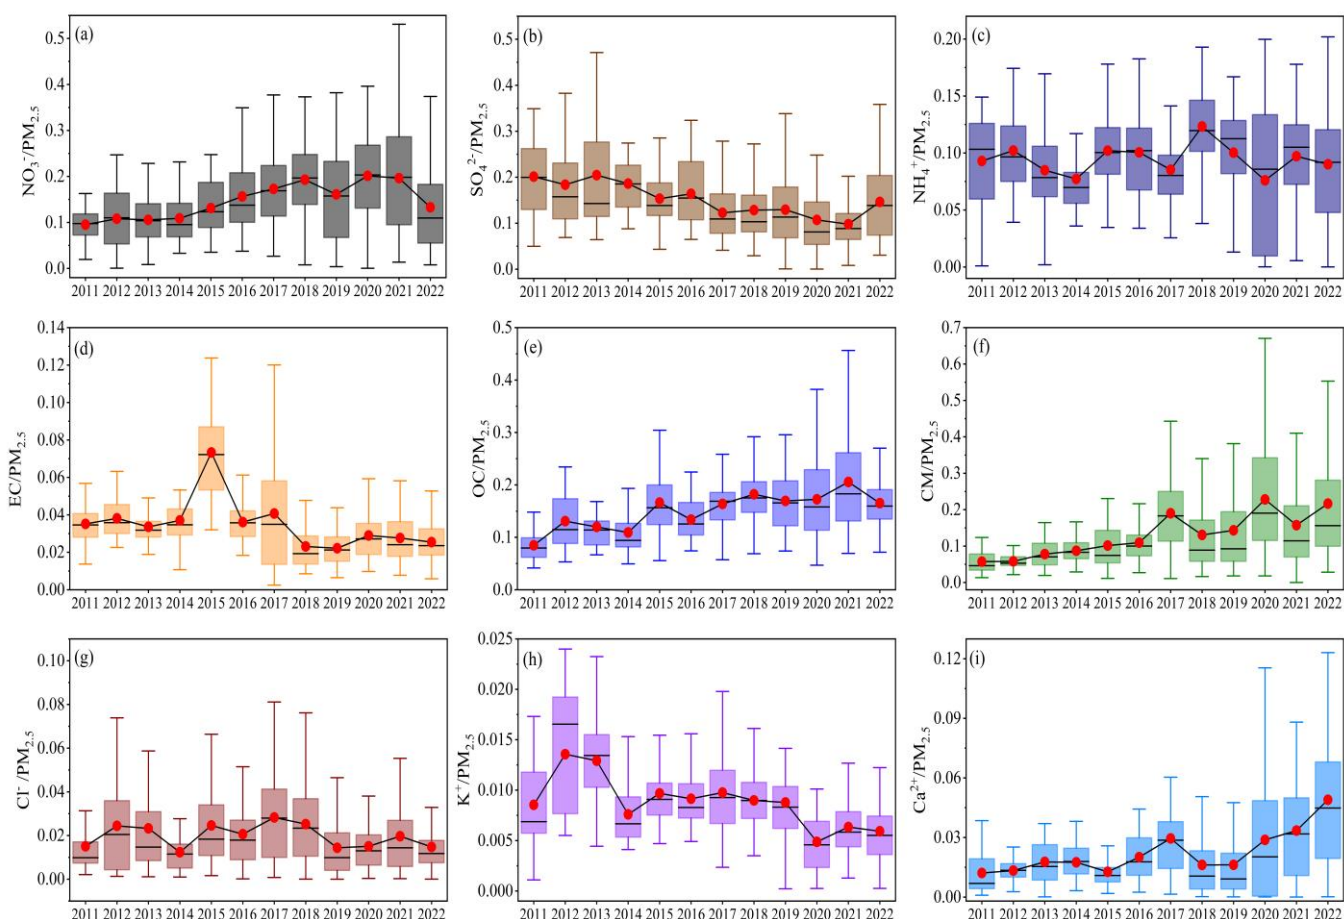 (a)
NO₃⁻/PM₂.₅
0.5
0.4
0.3
0.2
0.1
0.0
2011 2012 2013 2014 2015 2016 2017 2018 2019 2020 2021 2022
(b)
SO₄²⁻/PM₂.₅
0.5
0.4
0.3
0.2
0.1
0.0
2011 2012 2013 2014 2015 2016 2017 2018 2019 2020 2021 2022
(c)
NH₄⁺/PM₂.₅
0.20
0.15
0.10
0.05
0.00
2011 2012 2013 2014 2015 2016 2017 2018 2019 2020 2021 2022
(d)
EC/PM₂.₅
0.14
0.12
0.10
0.08
0.06
0.04
0.02
0.00
2011 2012 2013 2014 2015 2016 2017 2018 2019 2020 2021 2022
(e)
OC/PM₂.₅
0.5
0.4
0.3
0.2
0.1
0.0
2011 2012 2013 2014 2015 2016 2017 2018 2019 2020 2021 2022
(f)
CM/PM₂.₅
0.7
0.6
0.5
0.4
0.3
0.2
0.1
0.0
2011 2012 2013 2014 2015 2016 2017 2018 2019 2020 2021 2022
(g)
Cl⁻/PM₂.₅
0.10
0.08
0.06
0.04
0.02
0.00
2011 2012 2013 2014 2015 2016 2017 2018 2019 2020 2021 2022
(h)
K⁺/PM₂.₅
0.025
0.020
0.015
0.010
0.005
0.000
2011 2012 2013 2014 2015 2016 2017 2018 2019 2020 2021 2022
(i)
Ca²⁺/PM₂.₅
0.12
0.09
0.06
0.03
0.00
2011 2012 2013 2014 2015 2016 2017 2018 2019 2020 2021 2022